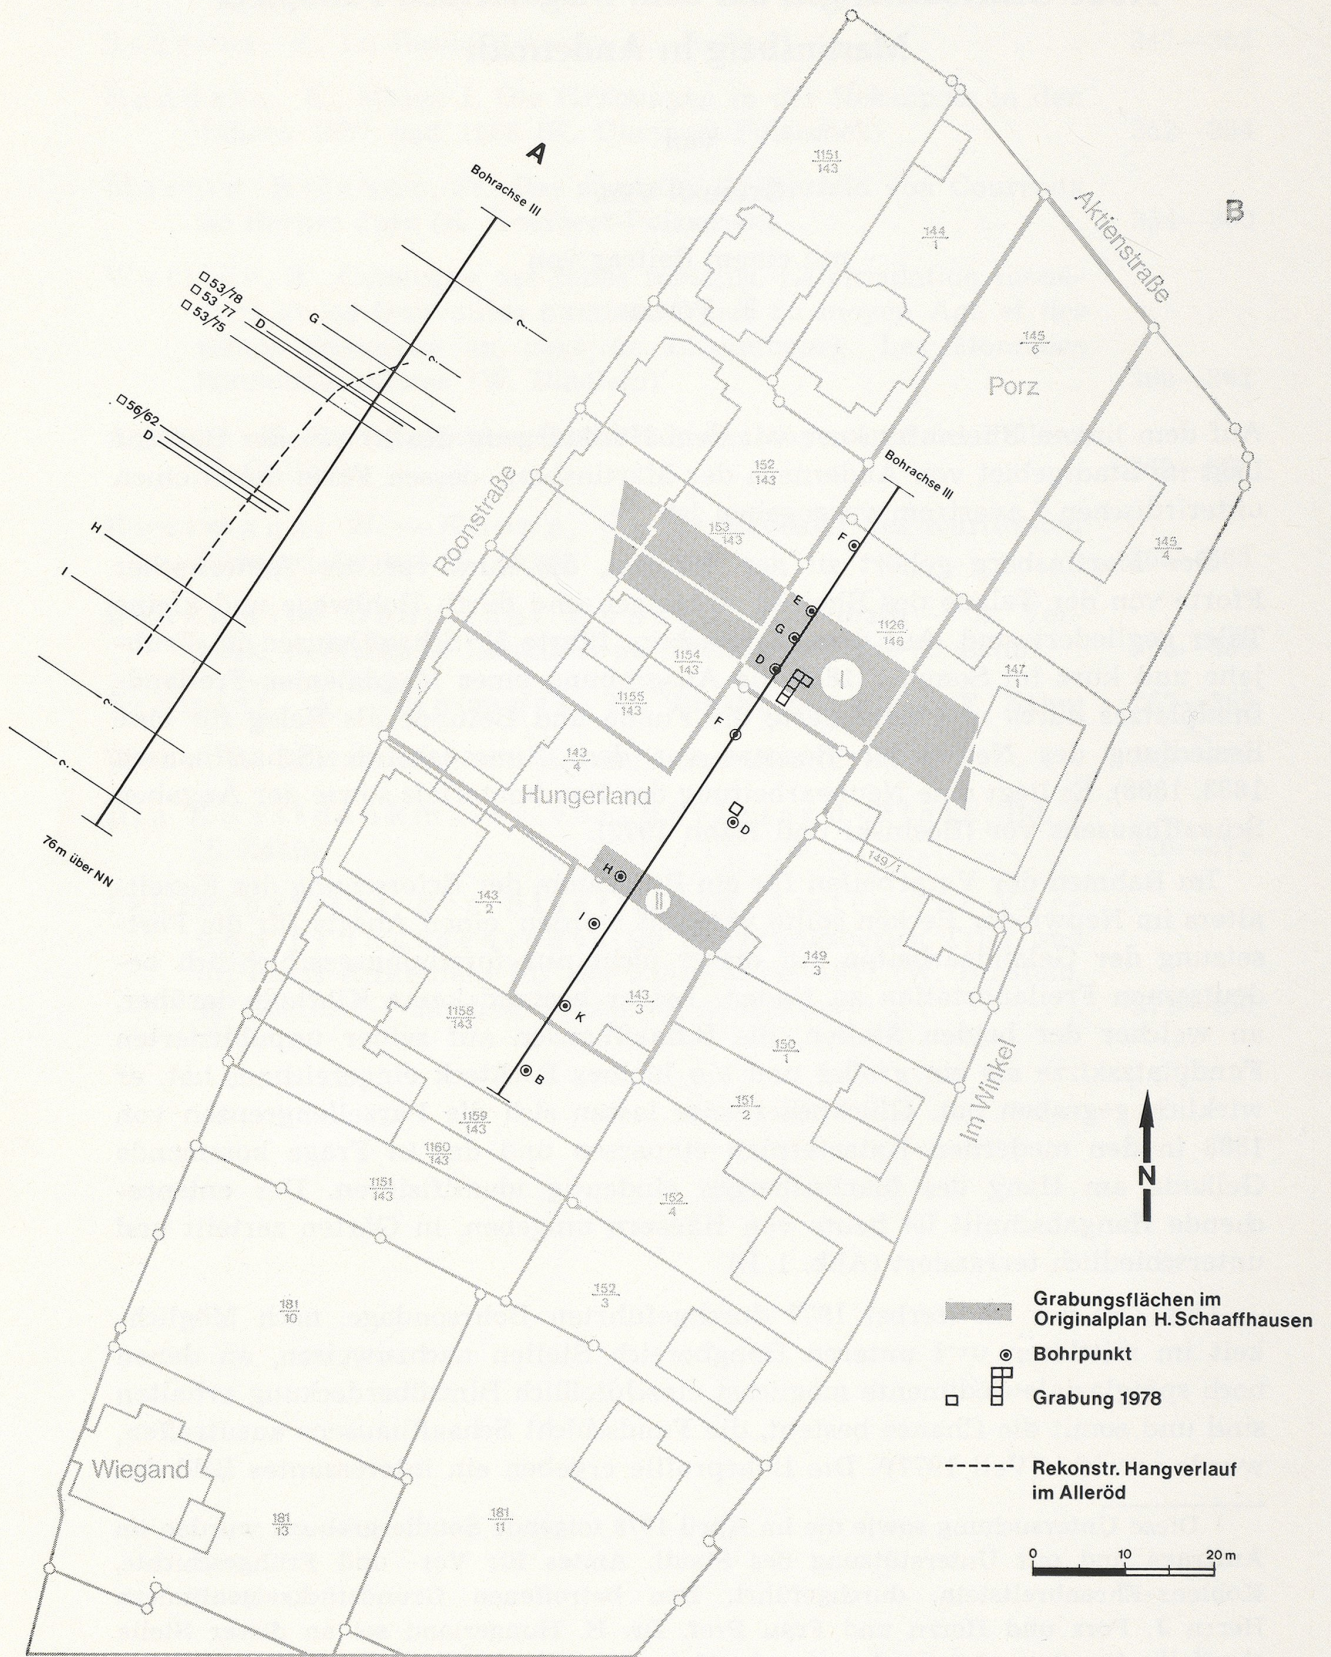 A
Bohrachse III
53/78
53 77
53/75
D
G
?
?
56/62
D
H
I
?
?
76m über NN
B
Aktienstraße
1151
143
144
1
145
6
Porz
Roonstraße
152
143
Bohrachse III
153
143
F
E
G
D
I
1126
146
145
4
147
1
1154
143
1155
143
F
143
4
Hungerland
D
149/1
H
II
I
143
2
149
3
143
3
K
1158
143
150
1
Im Winkel
B
1159
143
151
2
1160
143
1151
143
152
4
N
181
10
152
3
Grabungsflächen im
Originalplan H. Schaaffhausen
Bohrpunkt
Grabung 1978
Wiegand
Rekonstr. Hangverlauf
im Alleröd
181
13
181
11
0 10 20 m